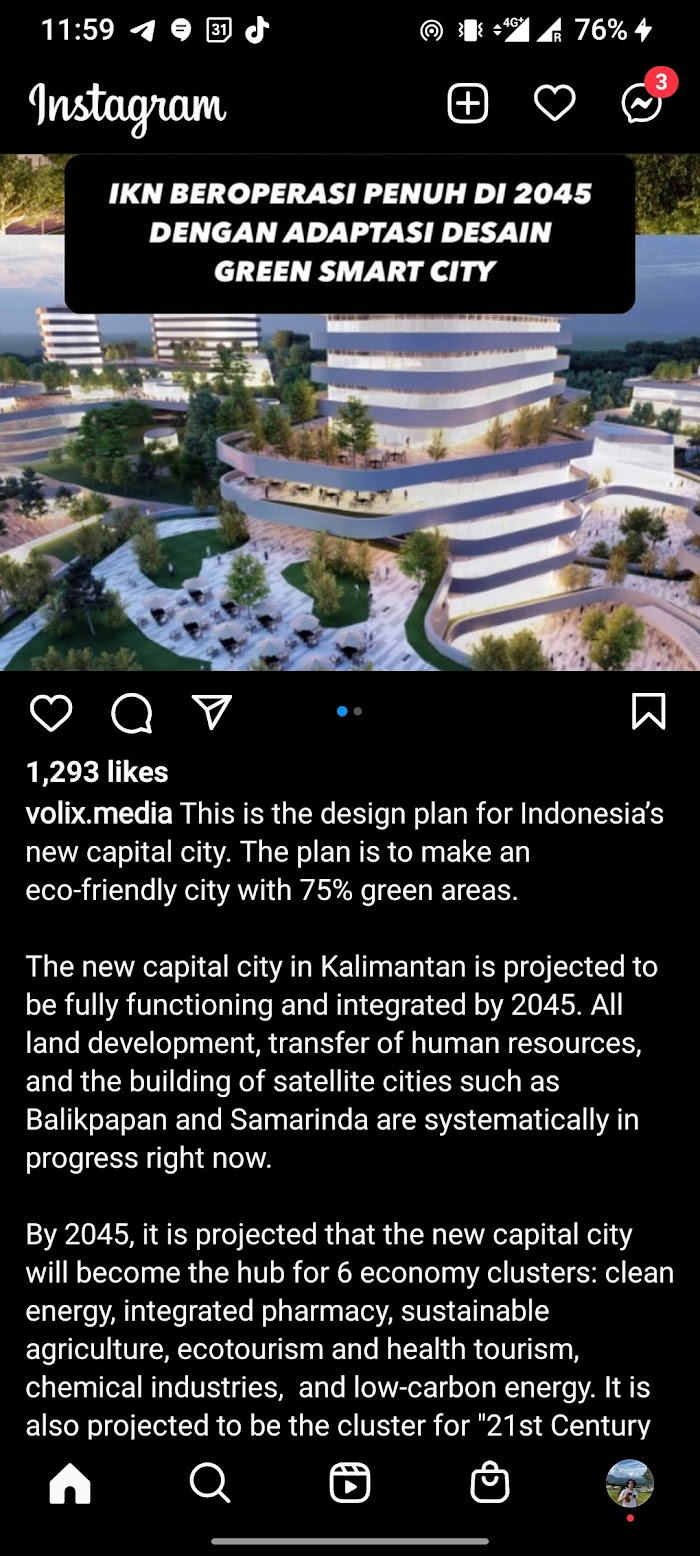 11:59
31
4G+
R
76%
Instagram
3
IKN BEROPERASI PENUH DI 2045
DENGAN ADAPTASI DESAIN
GREEN SMART CITY
1,293 likes
volix.media This is the design plan for Indonesia’s
new capital city. The plan is to make an
eco-friendly city with 75% green areas.
The new capital city in Kalimantan is projected to
be fully functioning and integrated by 2045. All
land development, transfer of human resources,
and the building of satellite cities such as
Balikpapan and Samarinda are systematically in
progress right now.
By 2045, it is projected that the new capital city
will become the hub for 6 economy clusters: clean
energy, integrated pharmacy, sustainable
agriculture, ecotourism and health tourism,
chemical industries,  and low-carbon energy. It is
also projected to be the cluster for "21st Century